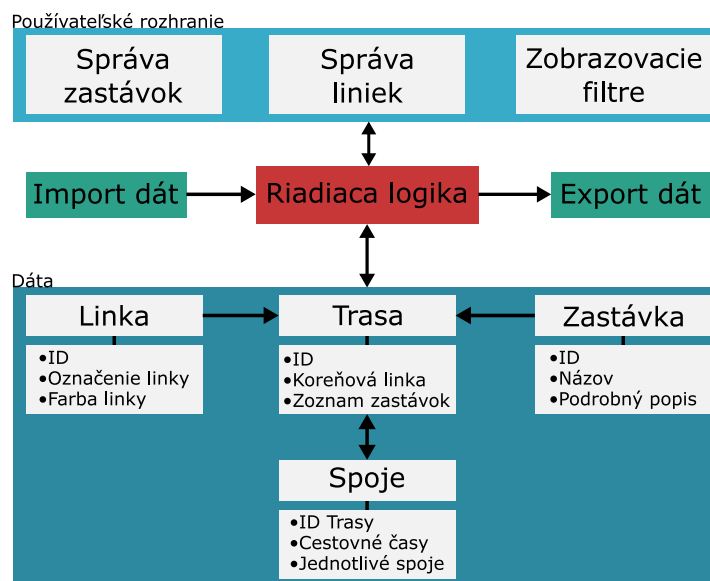 Používateľské rozhranie
Správa
zastávok
Správa
liniek
Zobrazovacie
filtre
Import dát
Riadiaca logika
Export dát
Dáta
Linka
•ID
•Označenie linky
•Farba linky
Trasa
•ID
•Koreňová linka
•Zoznam zastávok
Zastávka
•ID
•Názov
•Podrobný popis
Spoje
•ID Trasy
•Cestovné časy
•Jednotlivé spoje